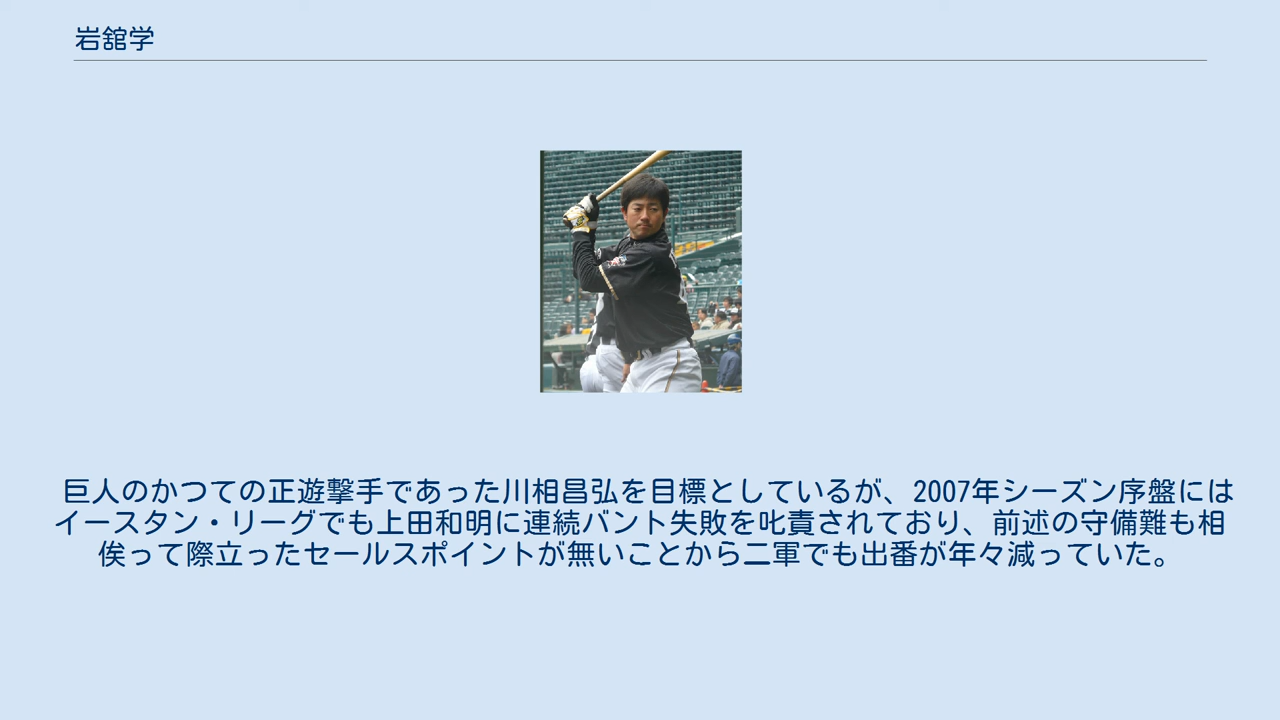 岩舘学
巨人のかつての正遊撃手であった川相昌弘を目標としているが、2007年シーズン序盤には
イースタン・リーグでも上田和明に連続バント失敗を叱責されており、前述の守備難も相
俟って際立ったセールスポイントが無いことから二軍でも出番が年々減っていた。